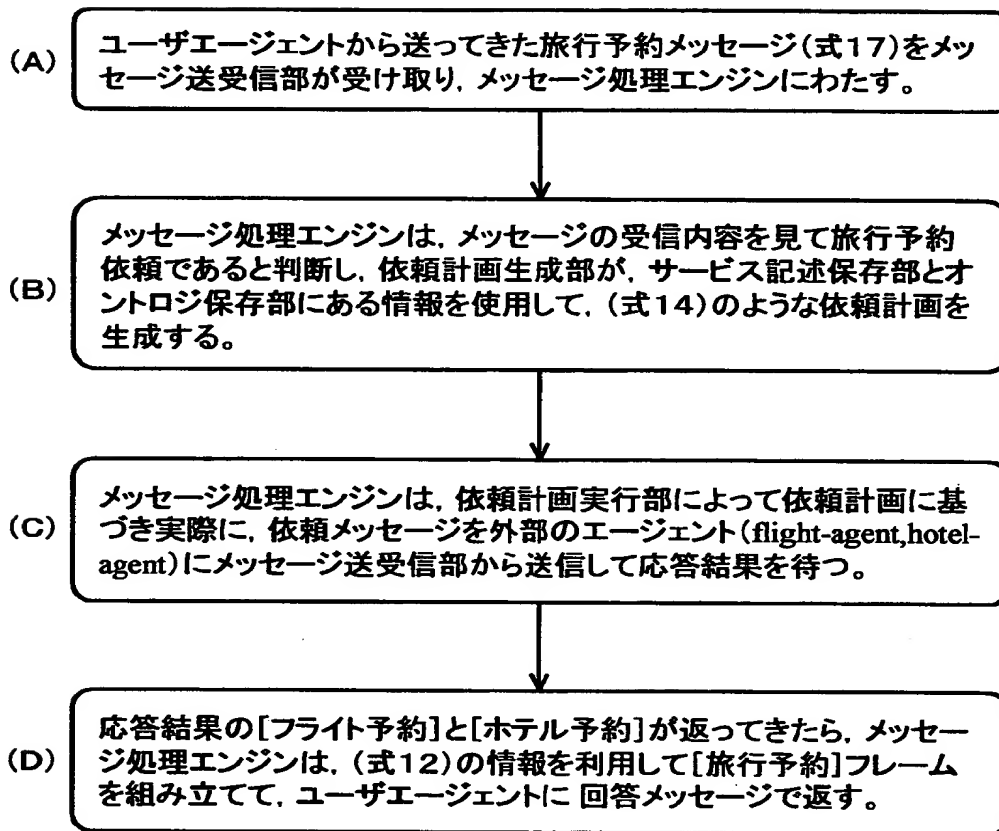 (A)
ユーザエージェントから送ってきた旅行予約メッセージ(式17)をメッ
セージ送受信部が受け取り，メッセージ処理エンジンにわたす。
(B)
メッセージ処理エンジンは，メッセージの受信内容を見て旅行予約
依頼であると判断し，依頼計画生成部が，サービス記述保存部とオ
ントロジ保存部にある情報を使用して，(式14)のような依頼計画を
生成する。
(C)
メッセージ処理エンジンは，依頼計画実行部によって依頼計画に基
づき実際に，依頼メッセージを外部のエージェント(flight-agent,hotel-
agent)にメッセージ送受信部から送信して応答結果を待つ。
(D)
応答結果の[フライト予約]と[ホテル予約]が返ってきたら，メッセー
ジ処理エンジンは，(式12)の情報を利用して[旅行予約]フレーム
を組み立てて，ユーザエージェントに 回答メッセージで返す。